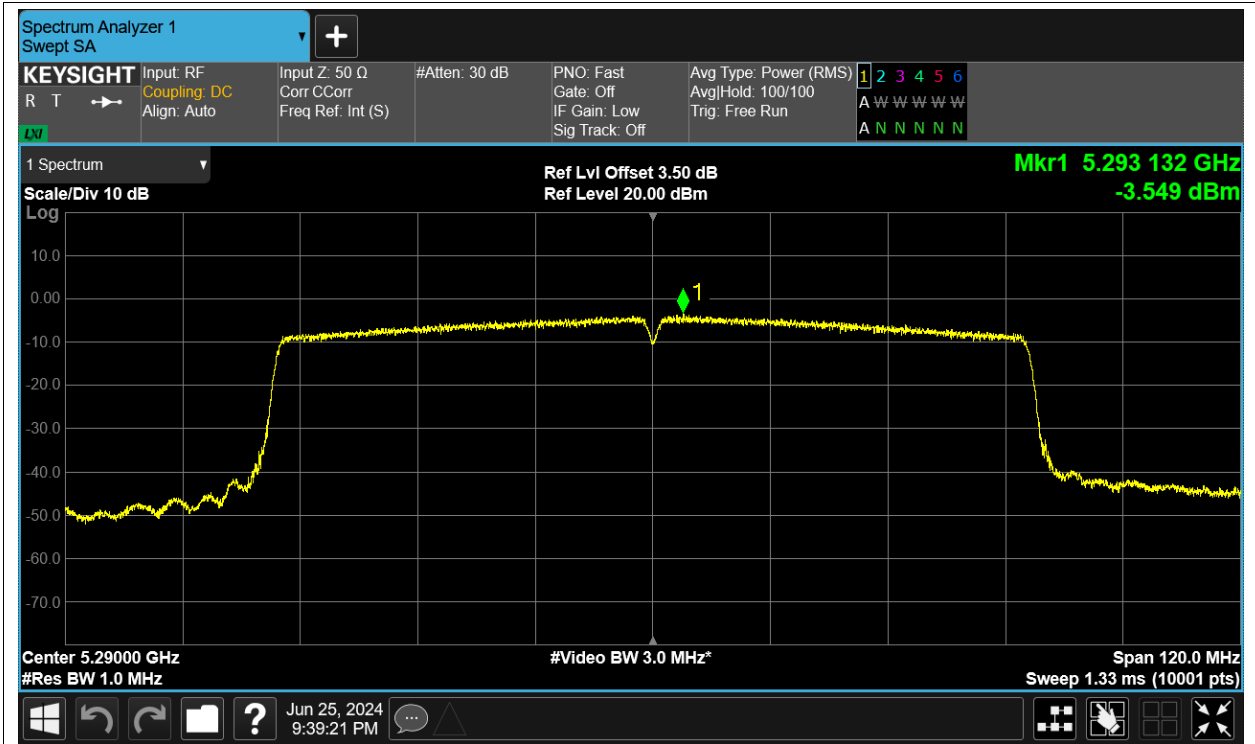 Spectrum Analyzer 1
Swept SA
KEYSIGHT
R T
LXI
Input: RF
Coupling: DC
Align: Auto
Input Z: 50 Ω
Corr CCorr
Freq Ref: Int (S)
#Atten: 30 dB
PNO: Fast
Gate: Off
IF Gain: Low
Sig Track: Off
Avg Type: Power (RMS)
Avg|Hold: 100/100
Trig: Free Run
1 2 3 4 5 6
A W W W W W
A N N N N N
1 Spectrum
Scale/Div 10 dB
Log
Ref Lvl Offset 3.50 dB
Ref Level 20.00 dBm
Mkr1 5.293 132 GHz
-3.549 dBm
10.0
0.00
-10.0
-20.0
-30.0
-40.0
-50.0
-60.0
-70.0
1
Center 5.29000 GHz
#Res BW 1.0 MHz
#Video BW 3.0 MHz*
Span 120.0 MHz
Sweep 1.33 ms (10001 pts)
?
Jun 25, 2024
9:39:21 PM